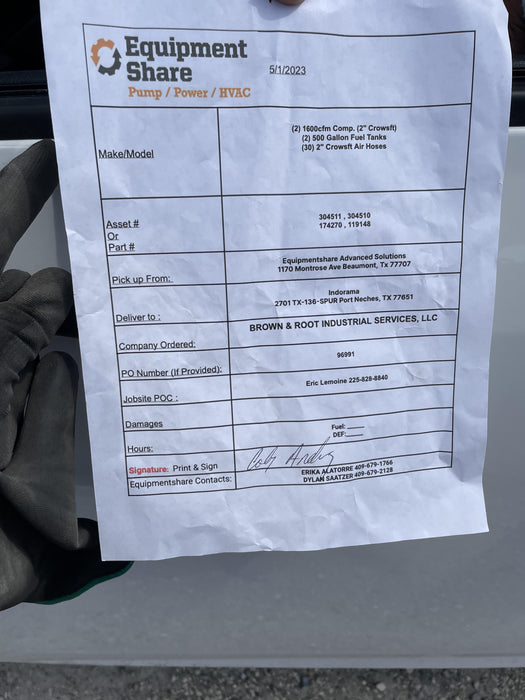 Equipment
Share
Pump / Power / HVAC
5/1/2023
Make/Model
(2) 1600cfm Comp. (2" Crowsft)
(2) 500 Gallon Fuel Tanks
(30) 2" Crowsft Air Hoses
Asset #
Or
Part #
304511 , 304510
174270 , 119148
Pick up From:
Equipmentshare Advanced Solutions
1170 Montrose Ave Beaumont, Tx 77707
Deliver to :
Indorama
2701 TX-136-SPUR Port Neches, TX 77651
Company Ordered:
BROWN & ROOT INDUSTRIAL SERVICES, LLC
PO Number (If Provided):
96991
Jobsite POC :
Eric Lemoine 225-828-8840
Damages
Hours:
Fuel: ____
DEF:____
Signature: Print & Sign
Equipmentshare Contacts:
ERIKA ALATORRE 409-679-1766
DYLAN SAATZER 409-679-2128